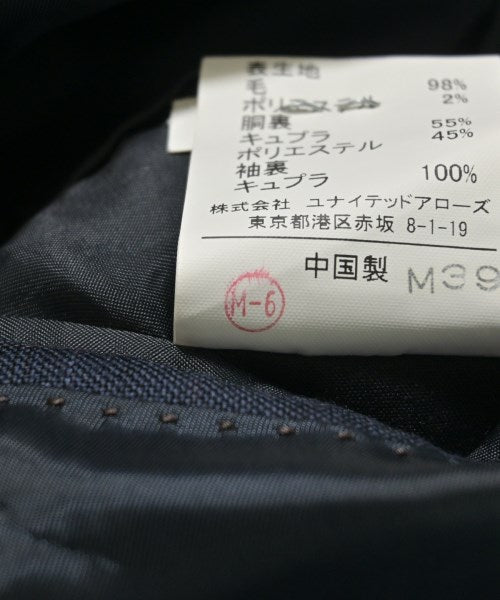 表生地
毛 98%
ポリエステル 2%
胴裏
キュプラ 55%
ポリエステル 45%
袖裏
キュプラ 100%
株式会社 ユナイテッドアローズ
東京都港区赤坂 8-1-19
中国製 M39
M-6